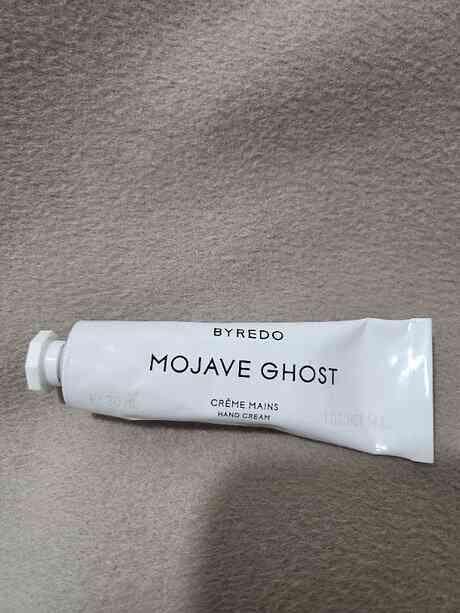 BYREDO
MOJAVE GHOST
CRÈME MAINS
HAND CREAM